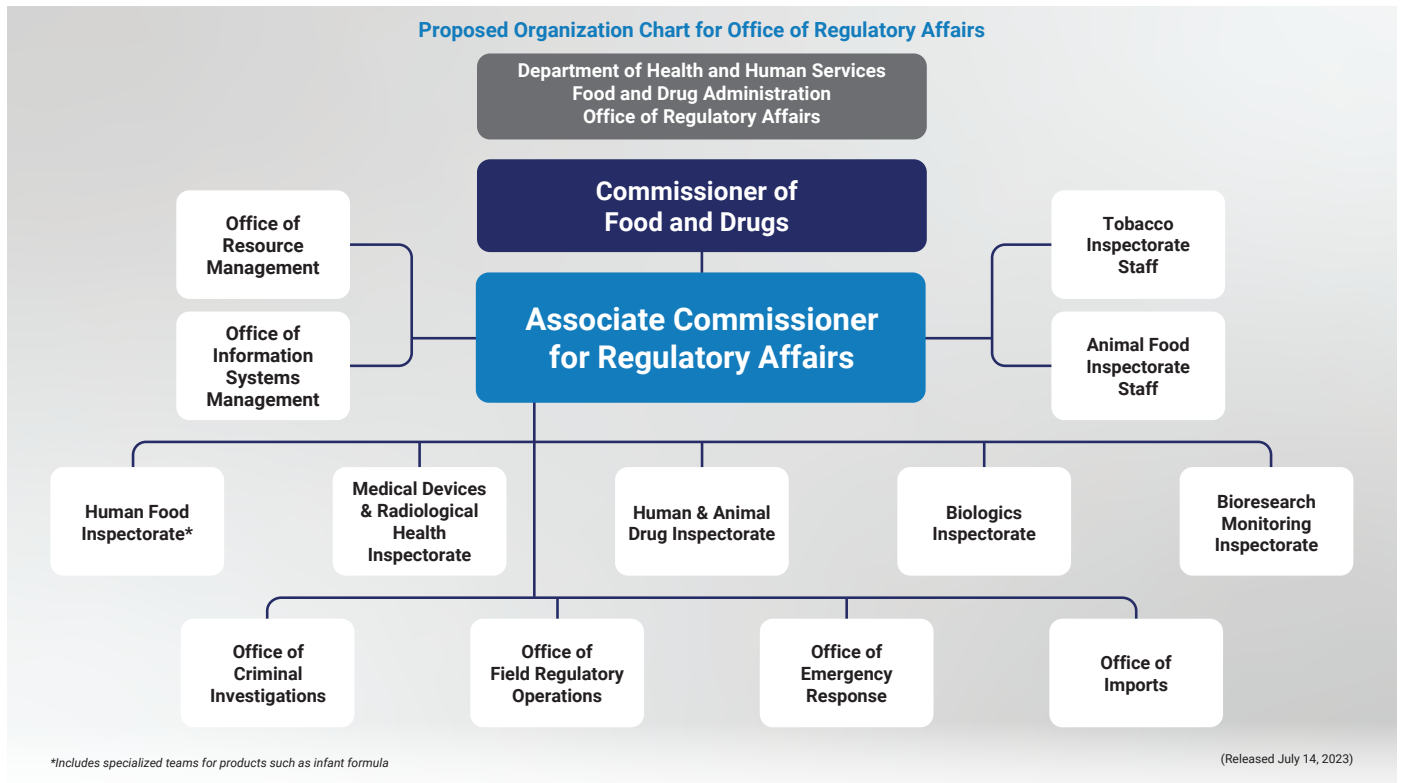 Proposed Organization Chart for Office of Regulatory Affairs
Department of Health and Human Services
Food and Drug Administration
Office of Regulatory Affairs
Commissioner of
Food and Drugs
Associate Commissioner
for Regulatory Affairs
Office of
Resource
Management
Office of
Information
Systems
Management
Tobacco
Inspectorate
Staff
Animal Food
Inspectorate
Staff
Human Food
Inspectorate*
Medical Devices
& Radiological
Health
Inspectorate
Human & Animal
Drug Inspectorate
Biologics
Inspectorate
Bioresearch
Monitoring
Inspectorate
Office of
Criminal
Investigations
Office of
Field Regulatory
Operations
Office of
Emergency
Response
Office of
Imports
*Includes specialized teams for products such as infant formula
(Released July 14, 2023)